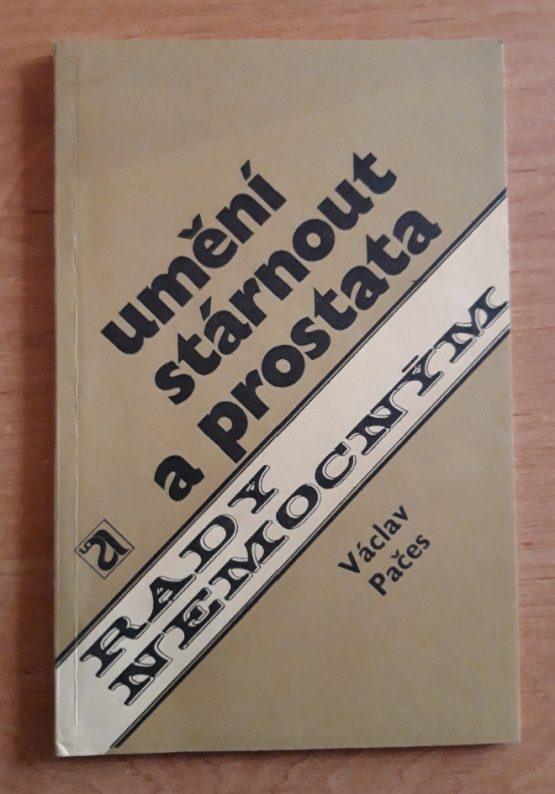 umění
stárnout
a prostata
RADY
NEMOCNÝM
Václav
Pačes